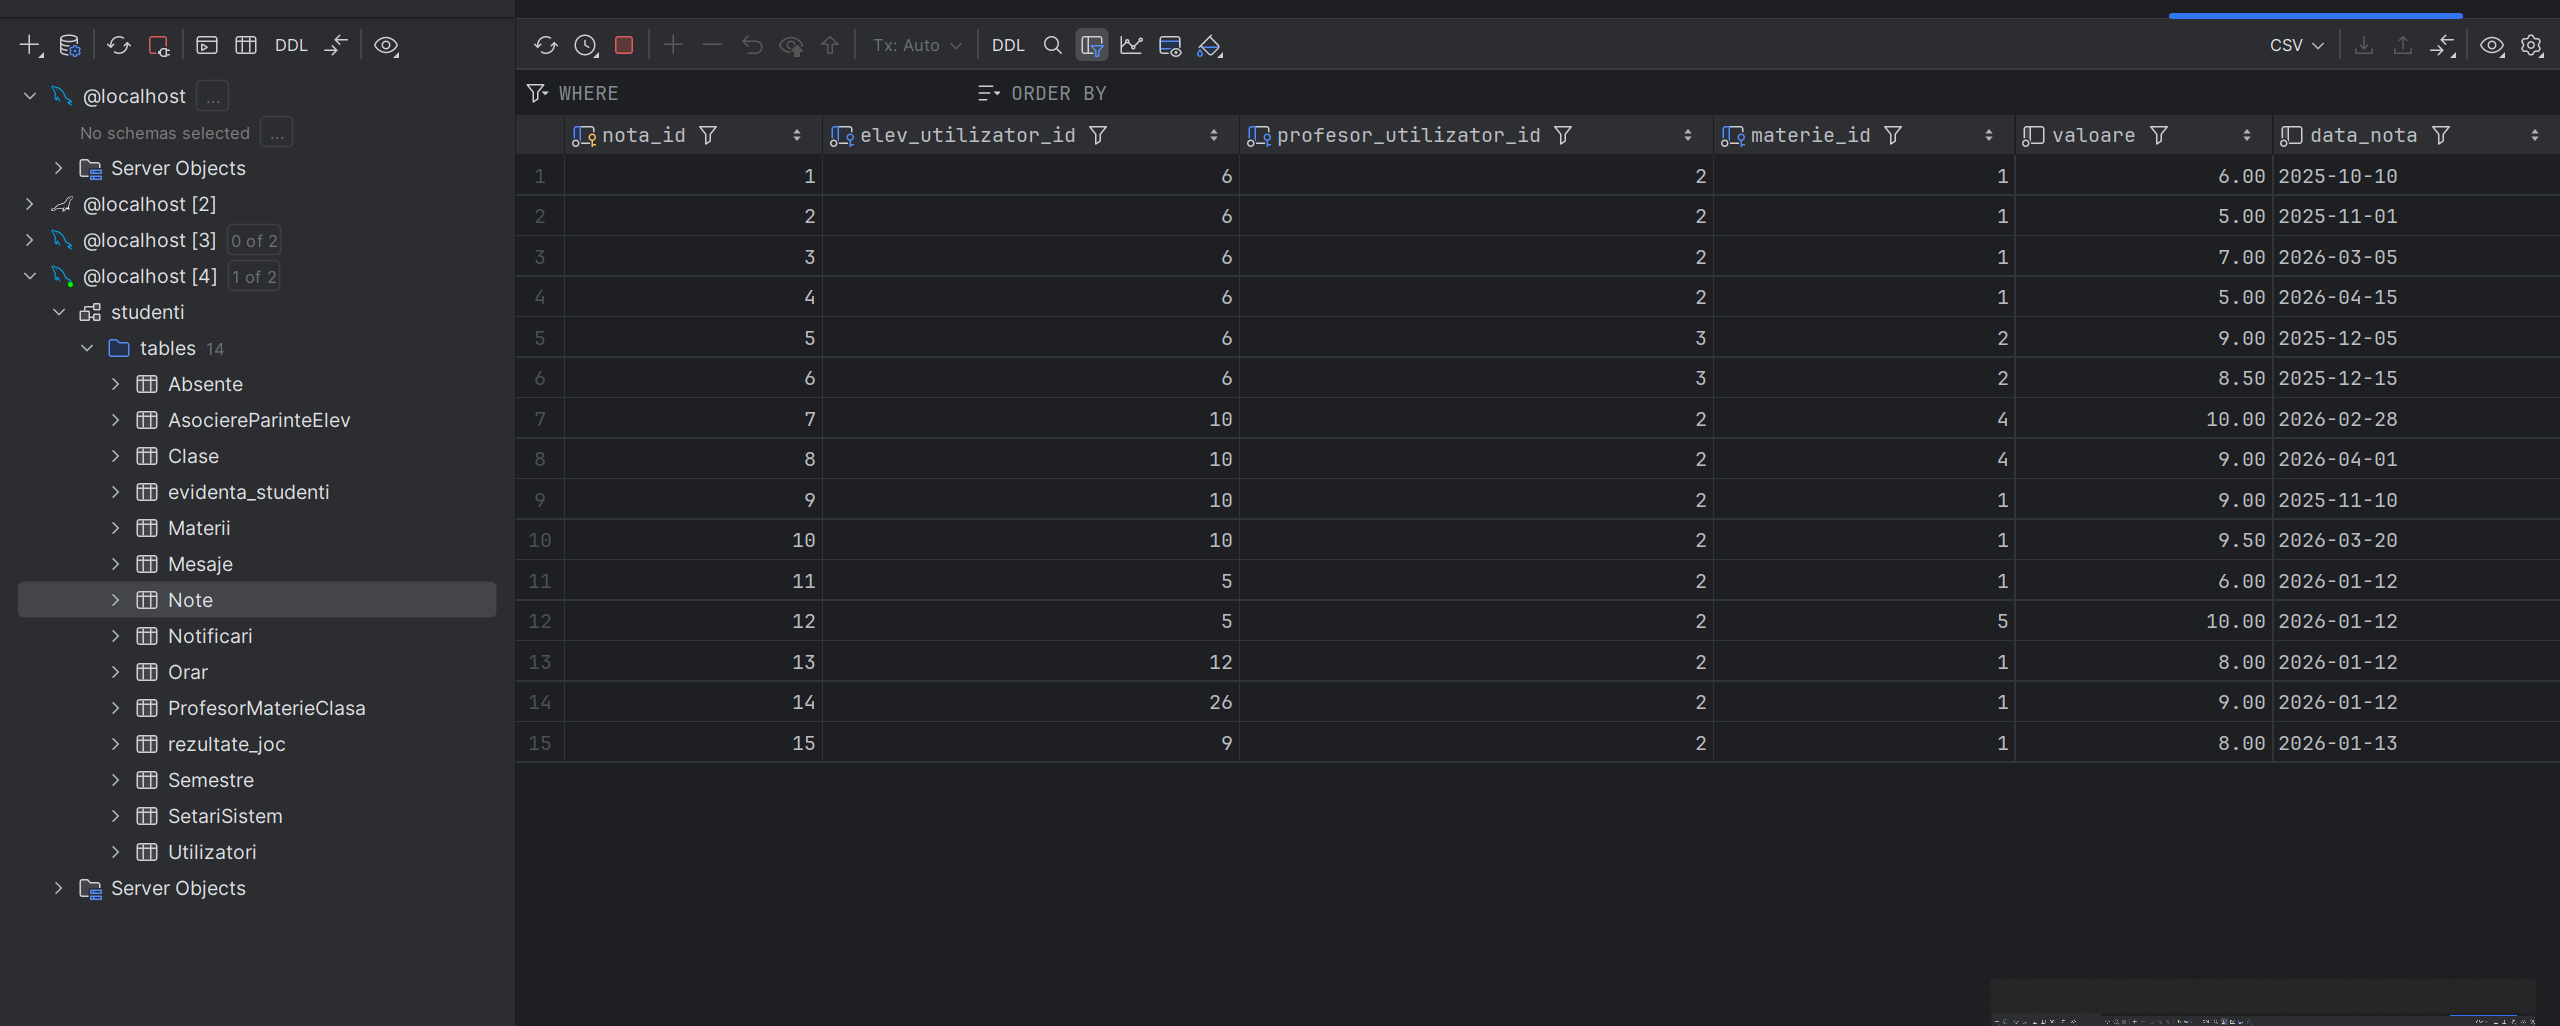 DDL
Tx: Auto DDL CSV
@localhost ...
No schemas selected ...
Server Objects
@localhost [2]
@localhost [3] 0 of 2
@localhost [4] 1 of 2
studenti
tables 14
Absente
AsociereParinteElev
Clase
evidenta_studenti
Materii
Mesaje
Note
Notificari
Orar
ProfesorMaterieClasa
rezultate_joc
Semestre
SetariSistem
Utilizatori
Server Objects
WHERE ORDER BY
nota_id elev_utilizator_id profesor_utilizator_id materie_id valoare data_nota
1 1 6 2 1 6.00 2025-10-10
2 2 6 2 1 5.00 2025-11-01
3 3 6 2 1 7.00 2026-03-05
4 4 6 2 1 5.00 2026-04-15
5 5 6 3 2 9.00 2025-12-05
6 6 6 3 2 8.50 2025-12-15
7 7 10 2 4 10.00 2026-02-28
8 8 10 2 4 9.00 2026-04-01
9 9 10 2 1 9.00 2025-11-10
10 10 10 2 1 9.50 2026-03-20
11 11 5 2 1 6.00 2026-01-12
12 12 5 2 5 10.00 2026-01-12
13 13 12 2 1 8.00 2026-01-12
14 14 26 2 1 9.00 2026-01-12
15 15 9 2 1 8.00 2026-01-13